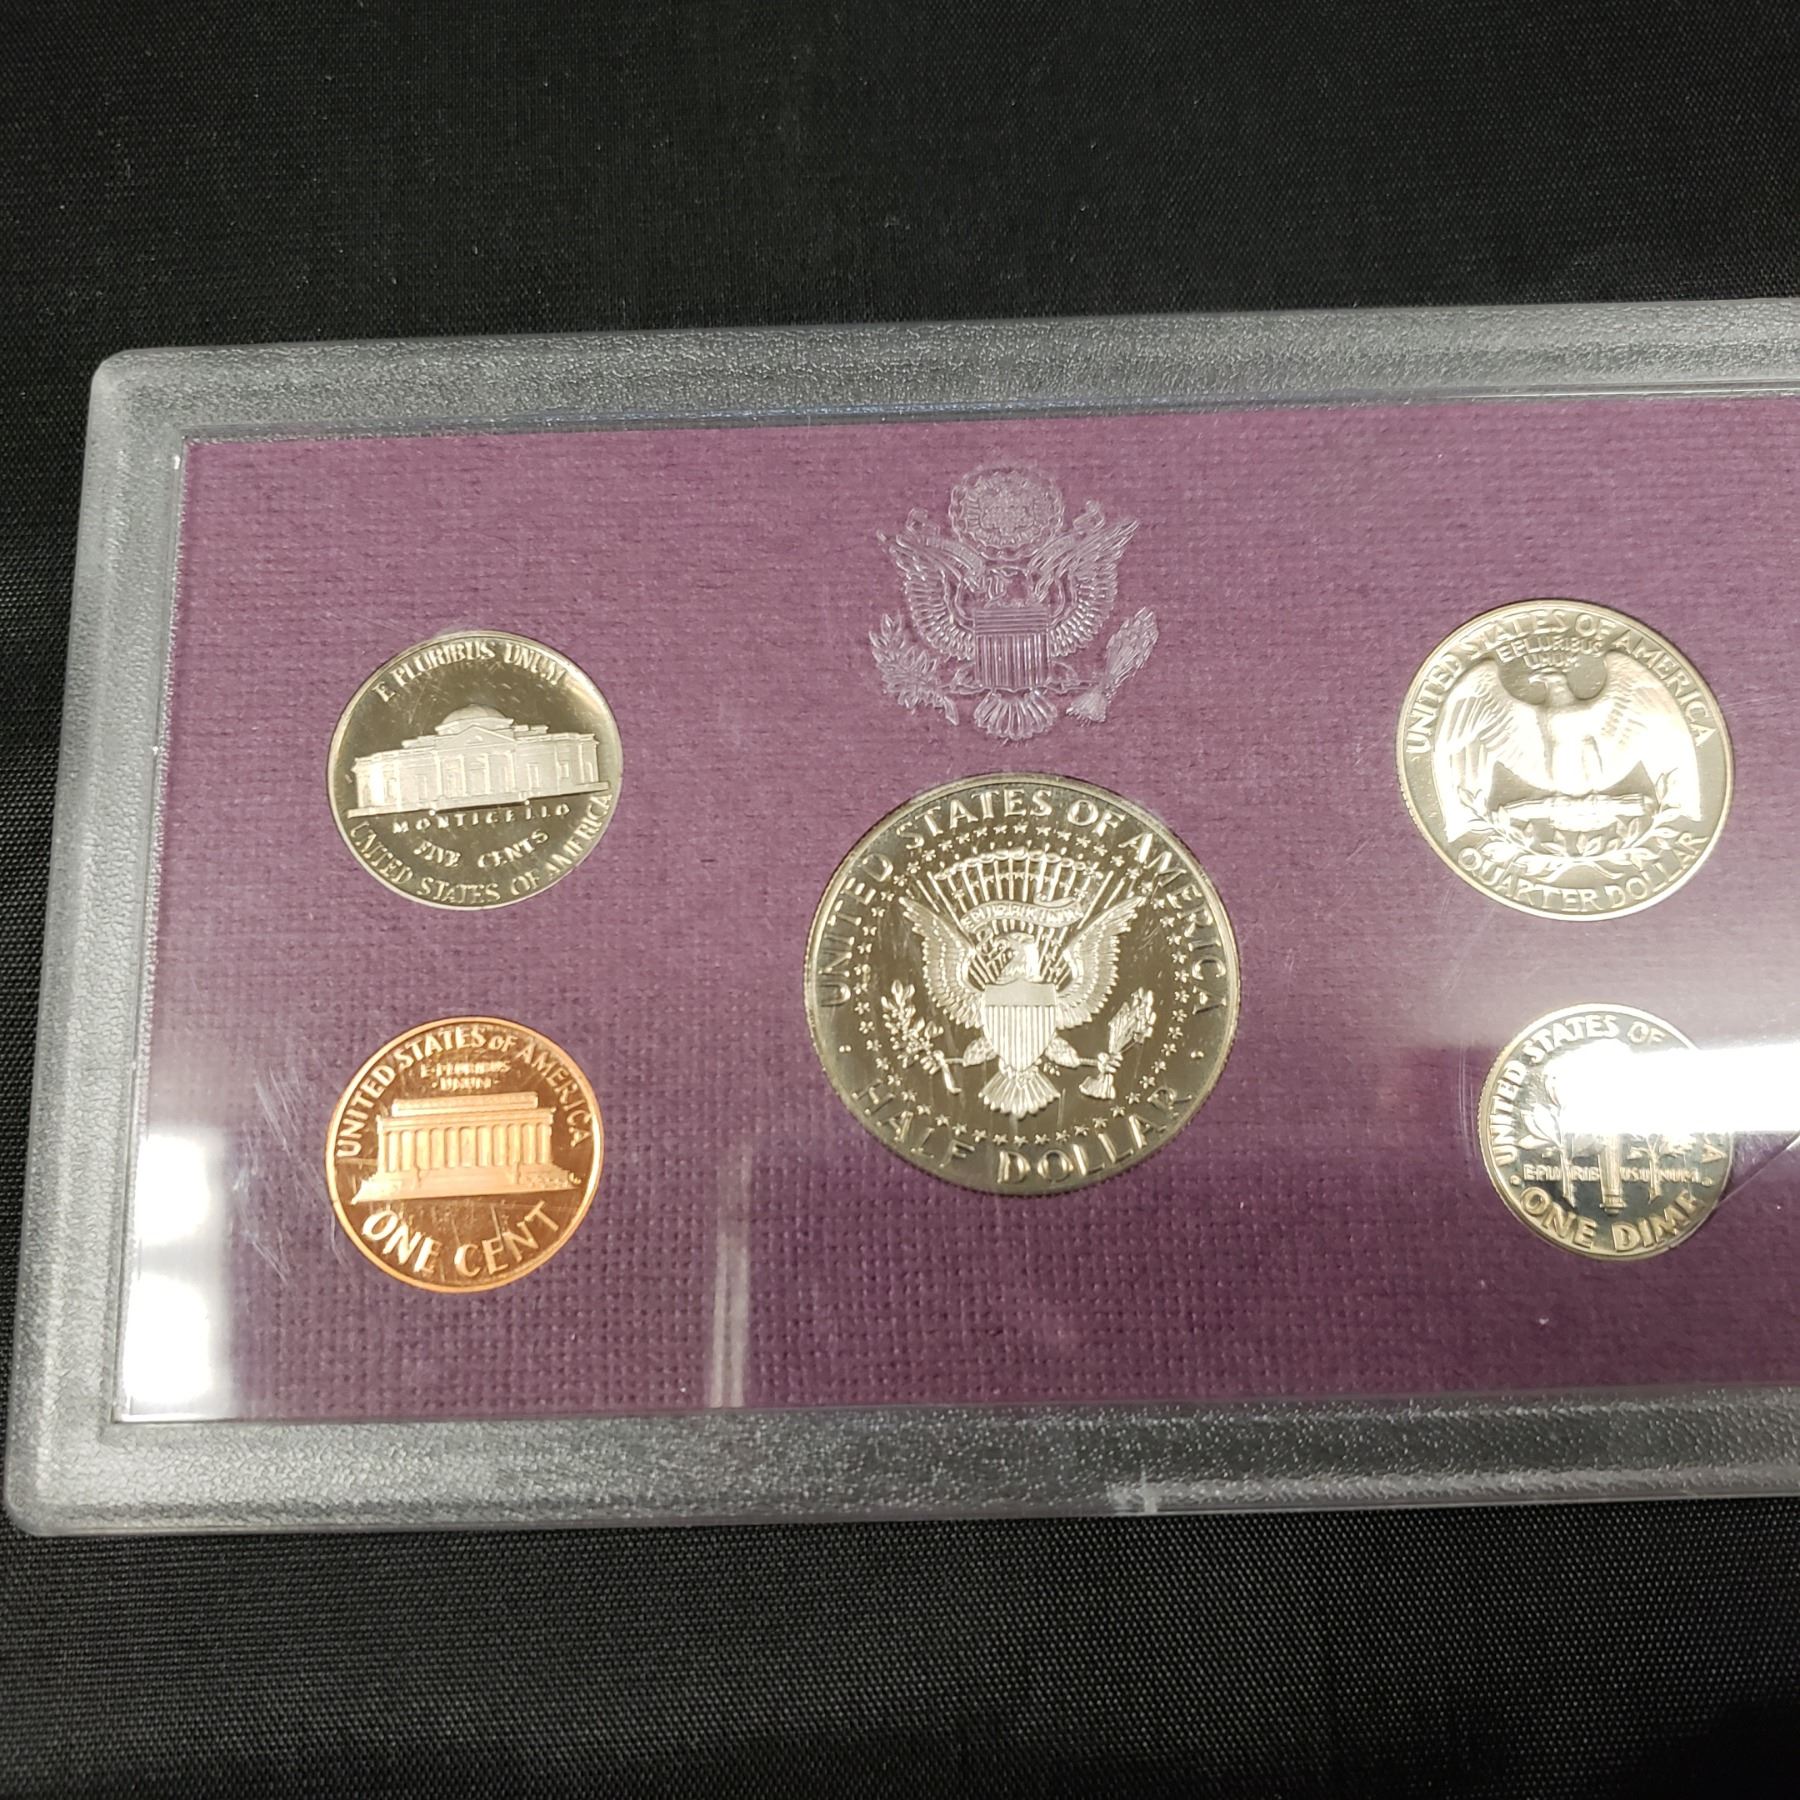 E PLURIBUS UNUM
MONTICELLO
FIVE CENTS
UNITED STATES OF AMERICA
UNITED STATES OF AMERICA
E PLURIBUS
UNUM
ONE CENT
UNITED STATES OF AMERICA
HALF DOLLAR
UNITED STATES OF AMERICA
E PLURIBUS
UNUM
QUARTER DOLLAR
UNITED STATES OF
E PLURIBUS UNUM
ONE DIME